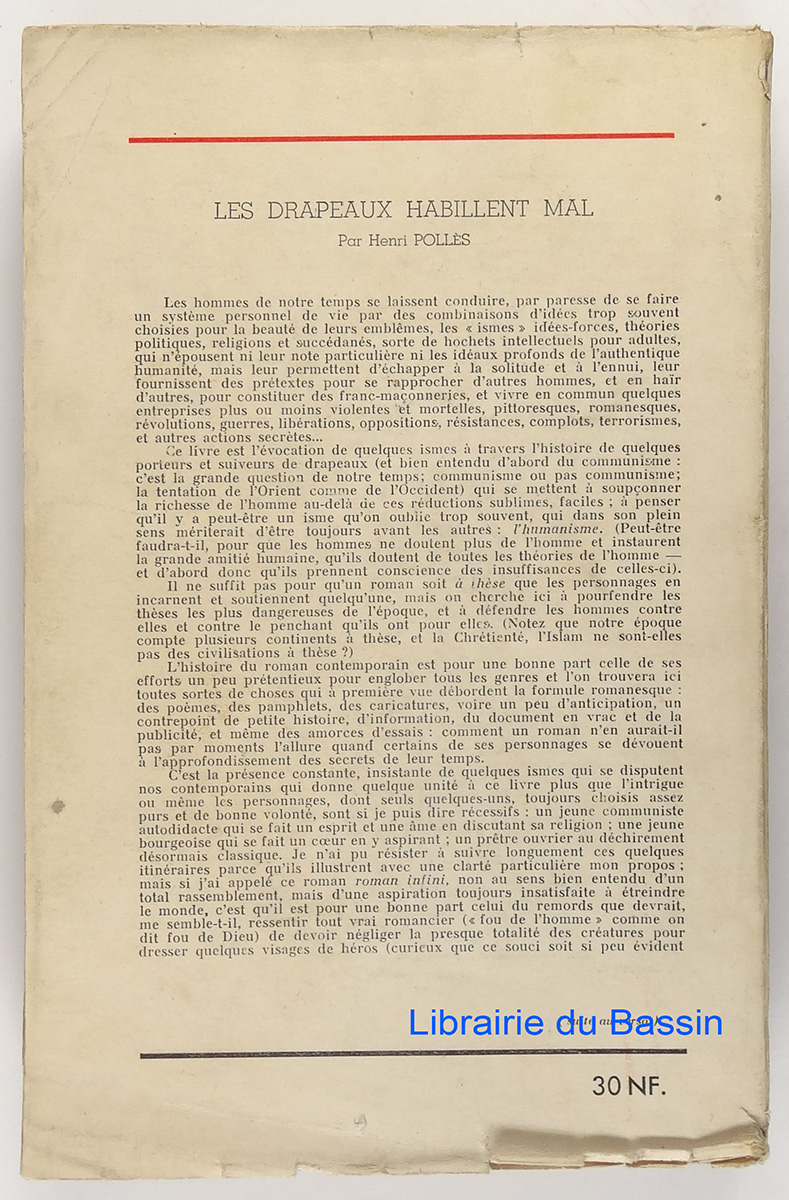 LES DRAPEAUX HABILLENT MAL
Par Henri POLLÈS
Les hommes de notre temps se laissent conduire, par paresse de se faire
un système personnel de vie par des combinaisons d'idées trop souvent
choisies pour la beauté de leurs emblêmes, les « ismes » idées-forces, théories
politiques, religions et succédanés, sorte de hochets intellectuels pour adultes,
qui n'épousent ni leur note particulière ni les idéaux profonds de l'authentique
humanité, mais leur permettent d'échapper à la solitude et à l'ennui, leur
fournissent des prétextes pour se rapprocher d'autres hommes, et en haïr
d'autres, pour constituer des franc-maçonneries, et vivre en commun quelques
entreprises plus ou moins violentes et mortelles, pittoresques, romanesques,
révolutions, guerres, libérations, oppositions, résistances, complots, terrorismes,
et autres actions secrètes...
Ce livre est l'évocation de quelques ismes à travers l'histoire de quelques
porteurs et suiveurs de drapeaux (et bien entendu d'abord du communisme :
c'est la grande question de notre temps; communisme ou pas communisme;
la tentation de l'Orient comme de l'Occident) qui se mettent à soupçonner
la richesse de l'homme au-delà de ces réductions sublimes, faciles ; à penser
qu'il y a peut-être un isme qu'on oublie trop souvent, qui dans son plein
sens mériterait d'être toujours avant les autres : l'humanisme. (Peut-être
faudra-t-il, pour que les hommes ne doutent plus de l'homme et instaurent
la grande amitié humaine, qu'ils doutent de toutes les théories de l'homme —
et d'abord donc qu'ils prennent conscience des insuffisances de celles-ci).
Il ne suffit pas pour qu'un roman soit à thèse que les personnages en
incarnent et soutiennent quelqu'une, mais on cherche ici à pourfendre les
thèses les plus dangereuses de l'époque, et à défendre les hommes contre
elles et contre le penchant qu'ils ont pour elles. (Notez que notre époque
compte plusieurs continents à thèse, et la Chrétienté, l'Islam ne sont-elles
pas des civilisations à thèse ?)
L'histoire du roman contemporain est pour une bonne part celle de ses
efforts un peu prétentieux pour englober tous les genres et l'on trouvera ici
toutes sortes de choses qui à première vue débordent la formule romanesque :
des poèmes, des pamphlets, des caricatures, voire un peu d'anticipation, un
contrepoint de petite histoire, d'information, du document en vrac et de la
publicité, et même des amorces d'essais : comment un roman n'en aurait-il
pas par moments l'allure quand certains de ses personnages se dévouent
à l'approfondissement des secrets de leur temps.
C'est la présence constante, insistante de quelques ismes qui se disputent
nos contemporains qui donne quelque unité à ce livre plus que l'intrigue
ou même les personnages, dont seuls quelques-uns, toujours choisis assez
purs et de bonne volonté, sont si je puis dire récessifs : un jeune communiste
autodidacte qui se fait un esprit et une âme en discutant sa religion ; une jeune
bourgeoise qui se fait un cœur en y aspirant ; un prêtre ouvrier au déchirement
désormais classique. Je n'ai pu résister à suivre longuement ces quelques
itinéraires parce qu'ils illustrent avec une clarté particulière mon propos ;
mais si j'ai appelé ce roman roman infini, non au sens bien entendu d'un
total rassemblement, mais d'une aspiration toujours insatisfaite à étreindre
le monde, c'est qu'il est pour une bonne part celui du remords que devrait,
me semble-t-il, ressentir tout vrai romancier (« fou de l'homme » comme on
dit fou de Dieu) de devoir négliger la presque totalité des créatures pour
dresser quelques visages de héros (curieux que ce souci soit si peu évident
Librairie du Bassin
30 NF.